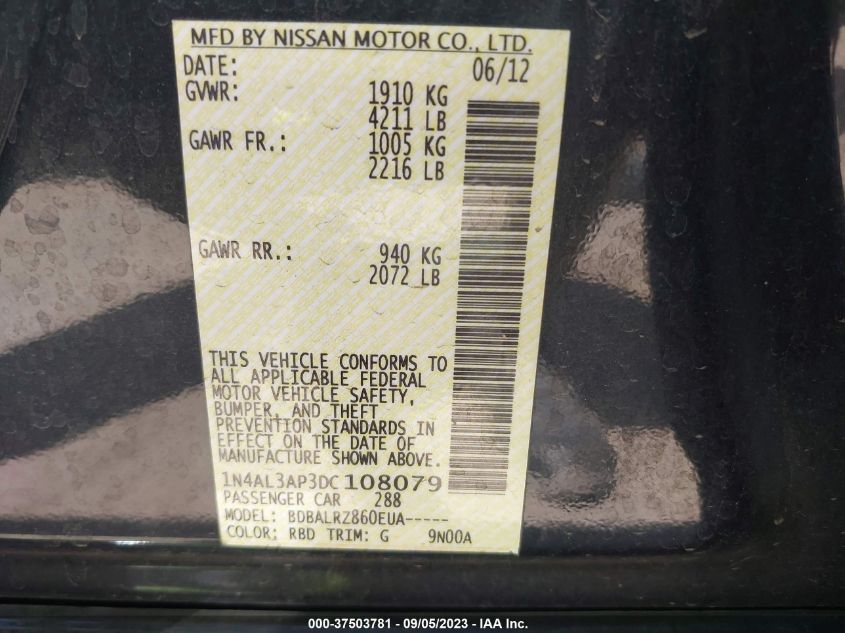 MFD BY NISSAN MOTOR CO., LTD.
DATE: 06/12
GVWR: 1910 KG
4211 LB
GAWR FR.: 1005 KG
2216 LB
GAWR RR.: 940 KG
2072 LB
THIS VEHICLE CONFORMS TO
ALL APPLICABLE FEDERAL
MOTOR VEHICLE SAFETY,
BUMPER, AND THEFT
PREVENTION STANDARDS IN
EFFECT ON THE DATE OF
MANUFACTURE SHOWN ABOVE.
1N4AL3AP3DC108079
PASSENGER CAR 288
MODEL: BDBALRZ860EUA-----
COLOR: RBD TRIM: G 9N00A
000-37503781 - 09/05/2023 - IAA Inc.